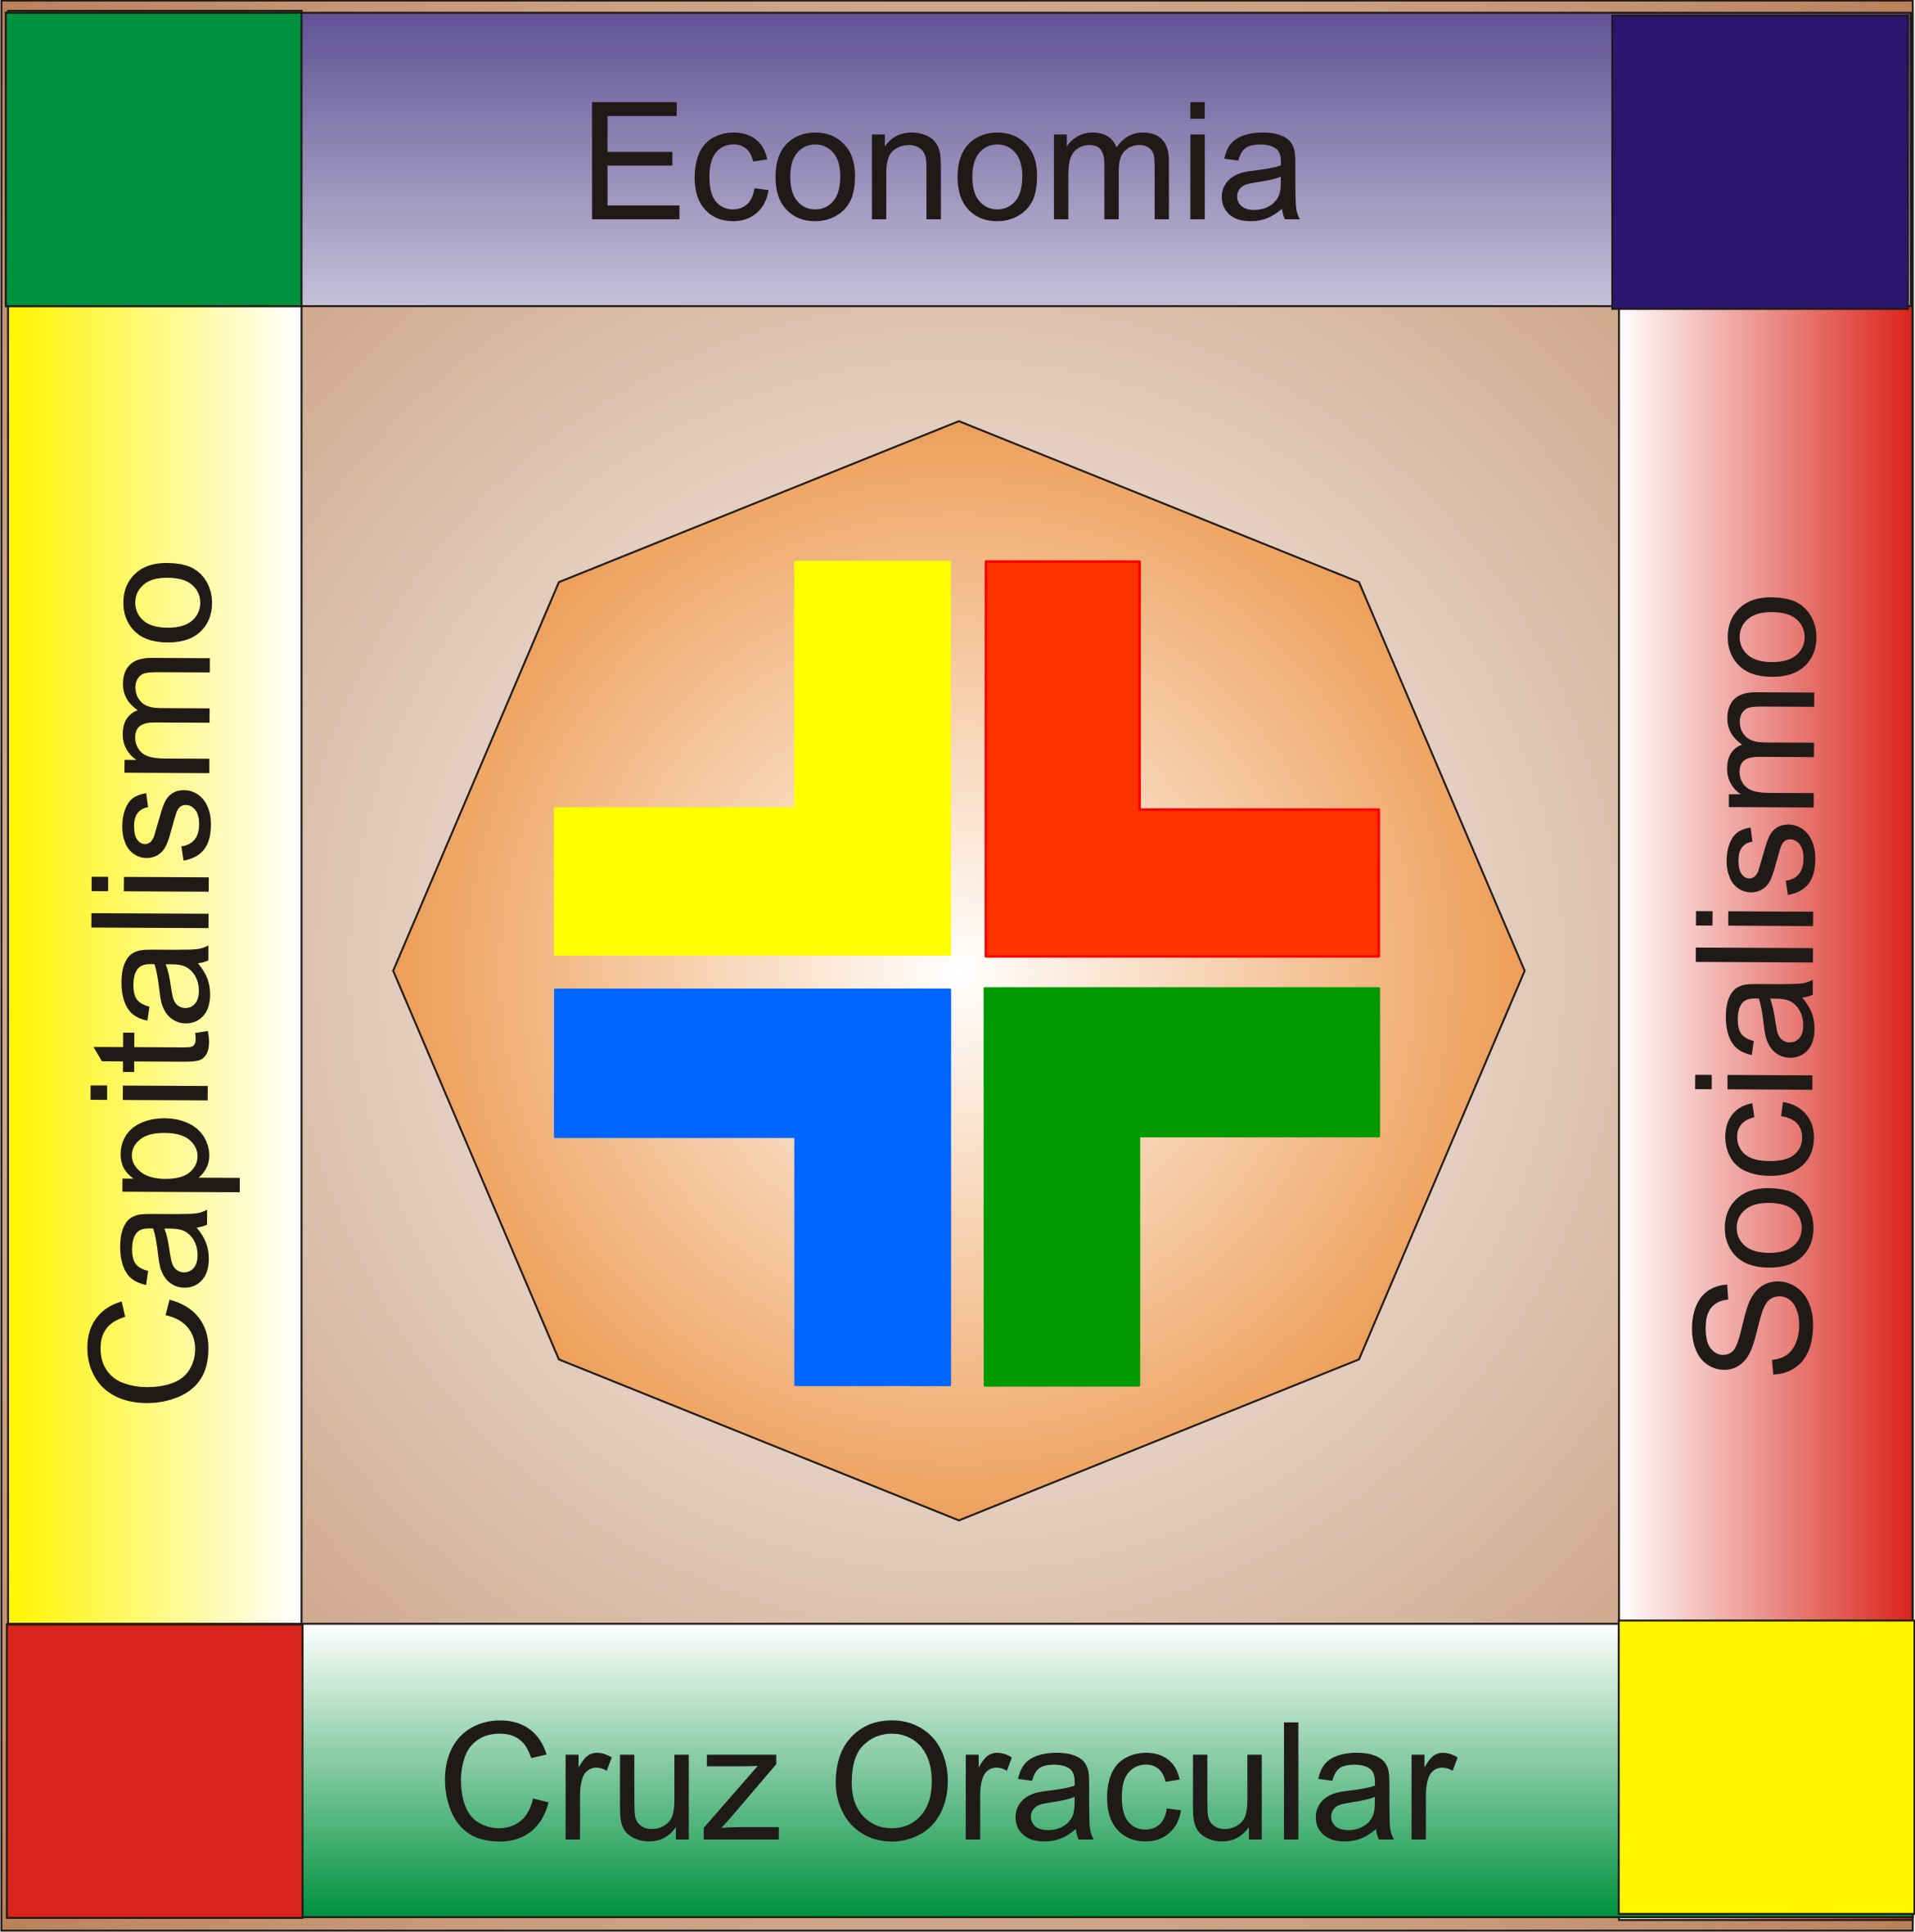 Economia
Capitalismo
Socialismo
Cruz Oracular